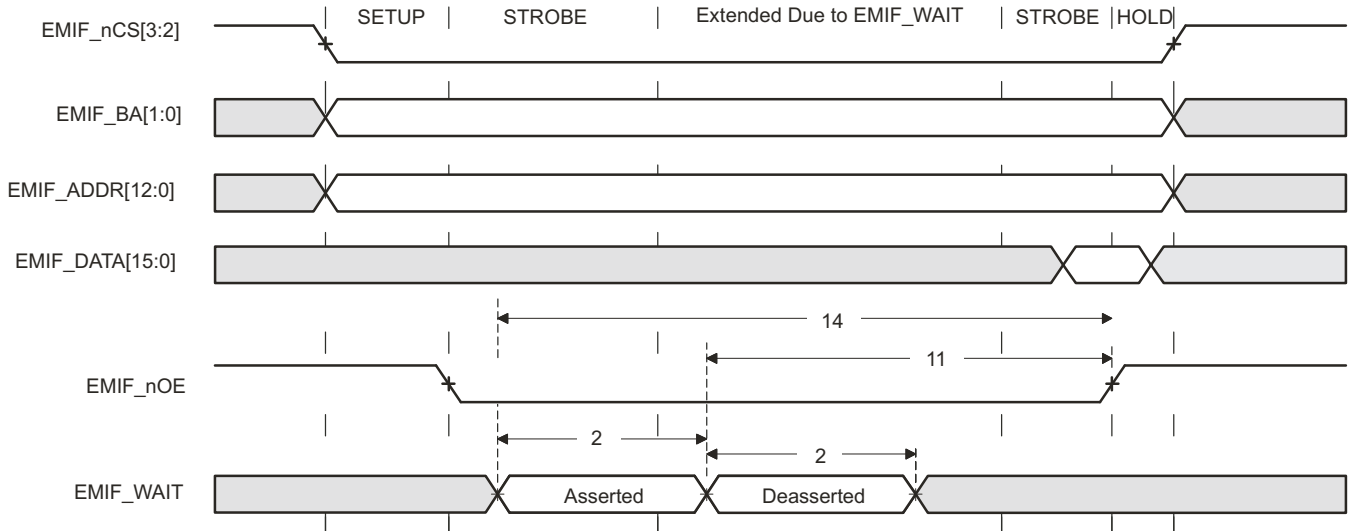 SETUP STROBE Extended Due to EMIF_WAIT STROBE HOLD
EMIF_nCS[3:2]
EMIF_BA[1:0]
EMIF_ADDR[12:0]
EMIF_DATA[15:0]
14
11
EMIF_nOE
2
2
EMIF_WAIT Asserted Deasserted